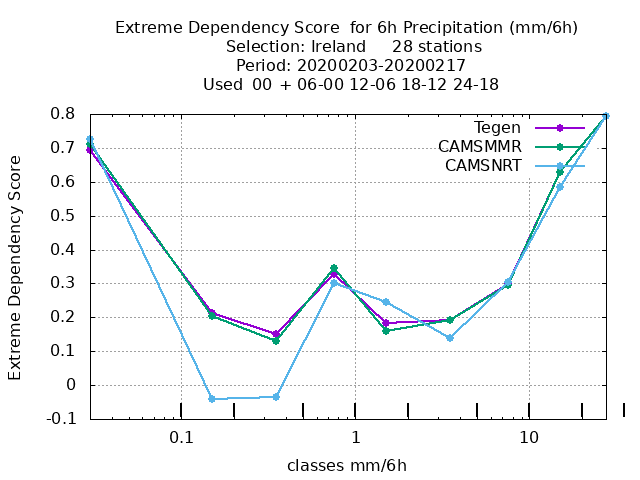 Extreme Dependency Score  for 6h Precipitation (mm/6h)
Selection: Ireland     28 stations
Period: 20200203-20200217
Used  00  + 06-00 12-06 18-12 24-18
Tegen
CAMSMMR
CAMSNRT
0.8
0.7
0.6
0.5
0.4
0.3
0.2
0.1
0
-0.1
Extreme Dependency Score
0.1 1 10
classes mm/6h